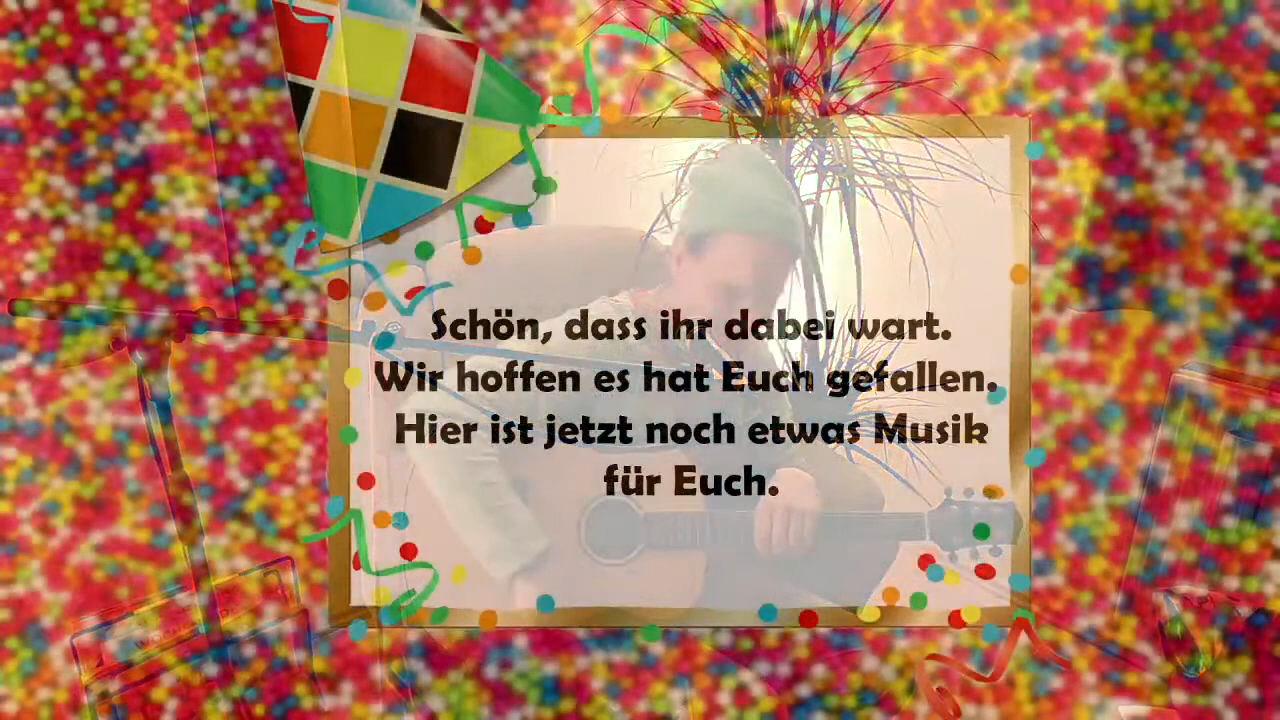 Schön, dass ihr dabei wart.
Wir hoffen es hat Euch gefallen.
Hier ist jetzt noch etwas Musik
für Euch.